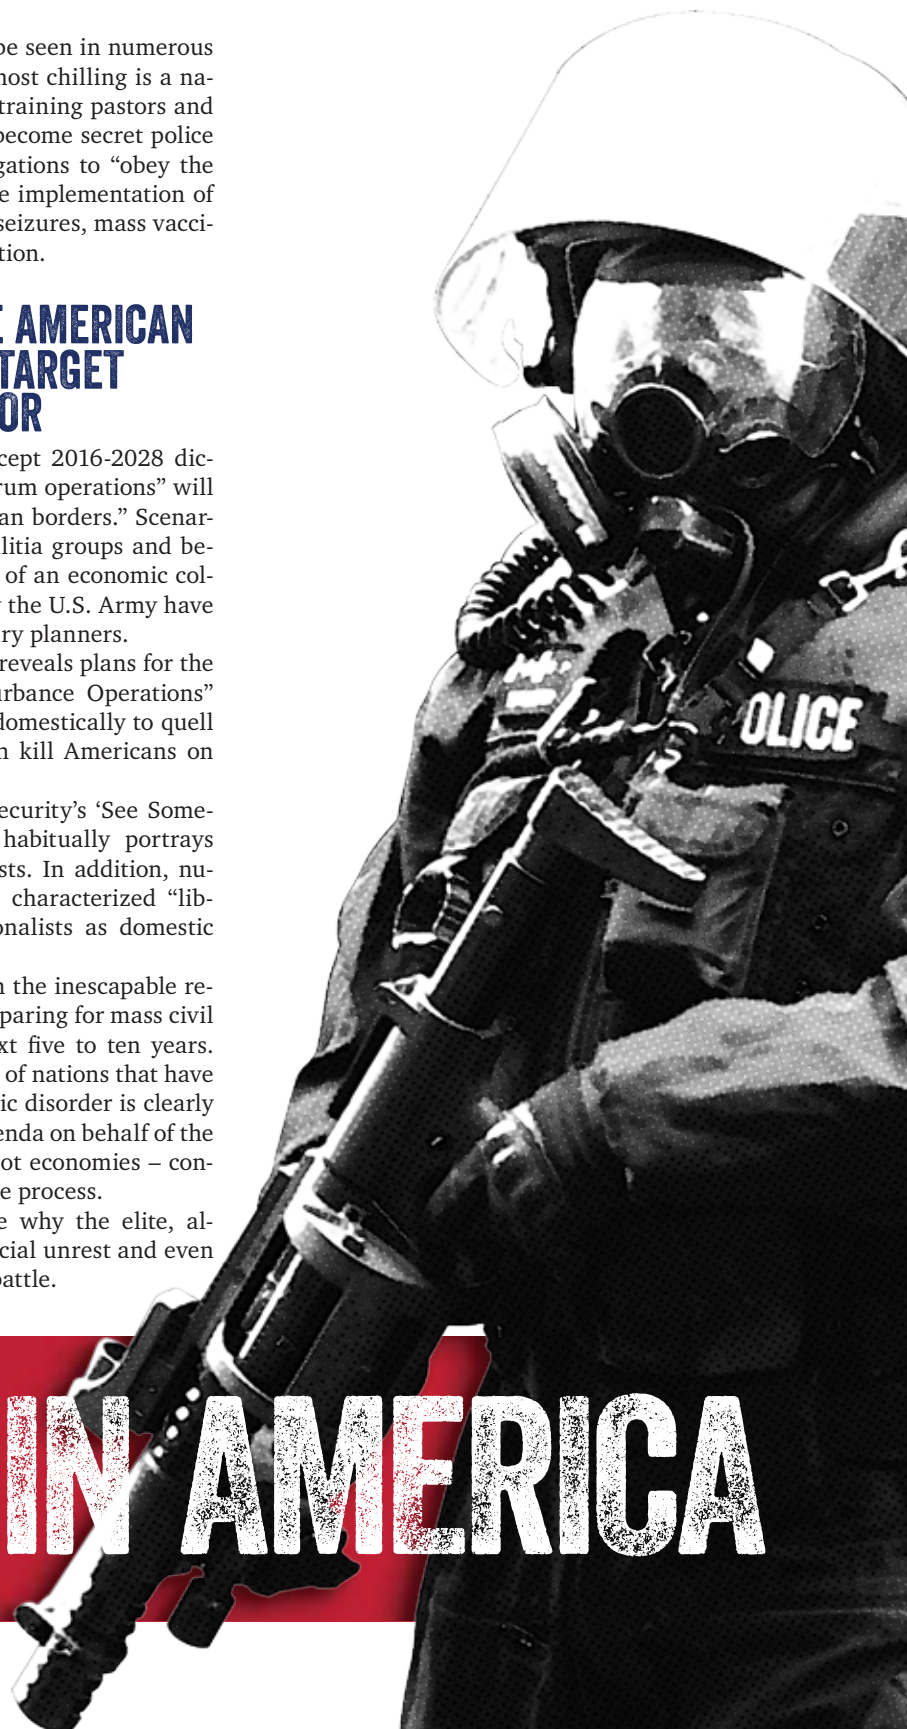 be seen in numerous
most chilling is a na-
training pastors and
become secret police
gations to “obey the
e implementation of
seizures, mass vacci-
tion.
E AMERICAN
TARGET
OR
cept 2016-2028 dic-
rum operations” will
an borders.” Scenar-
litia groups and be-
of an economic col-
y the U.S. Army have
ry planners.
reveals plans for the
urbance Operations”
domestically to quell
n kill Americans on
ecurity’s ‘See Some-
habitually portrays
sts. In addition, nu-
characterized “lib-
onalists as domestic
n the inescapable re-
paring for mass civil
xt five to ten years.
of nations that have
ic disorder is clearly
enda on behalf of the
ot economies – con-
e process.
e why the elite, al-
cial unrest and even
battle.
OLICE
IN AMERICA